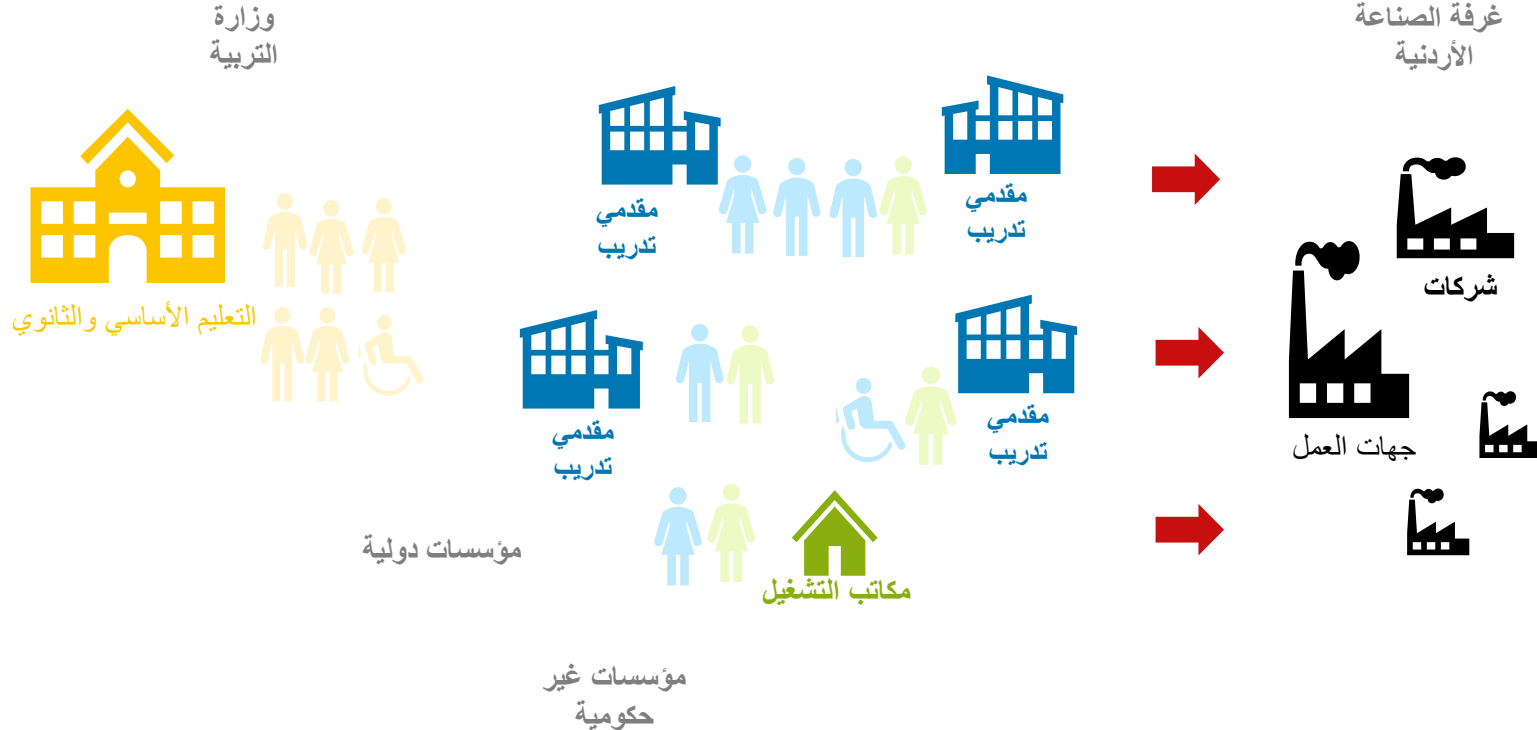 غرفة الصناعة
الأردنية
وزارة
التربية
مقدمي
تدريب
مقدمي
تدريب
شركات
التعليم الأساسي والثانوي
مقدمي
تدريب
مقدمي
تدريب
جهات العمل
مؤسسات دولية
مكاتب التشغيل
مؤسسات غير
حكومية